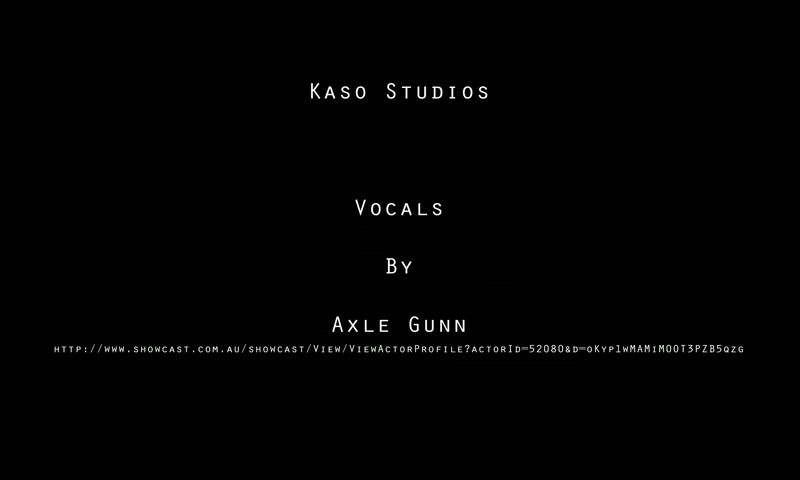 Kaso Studios
Vocals
By
Axle Gunn
http://www.showcast.com.au/showcast/View/ViewActorProfile?actorId=52080&d=oKyp1wMAMiMOOT3PZB5qzg